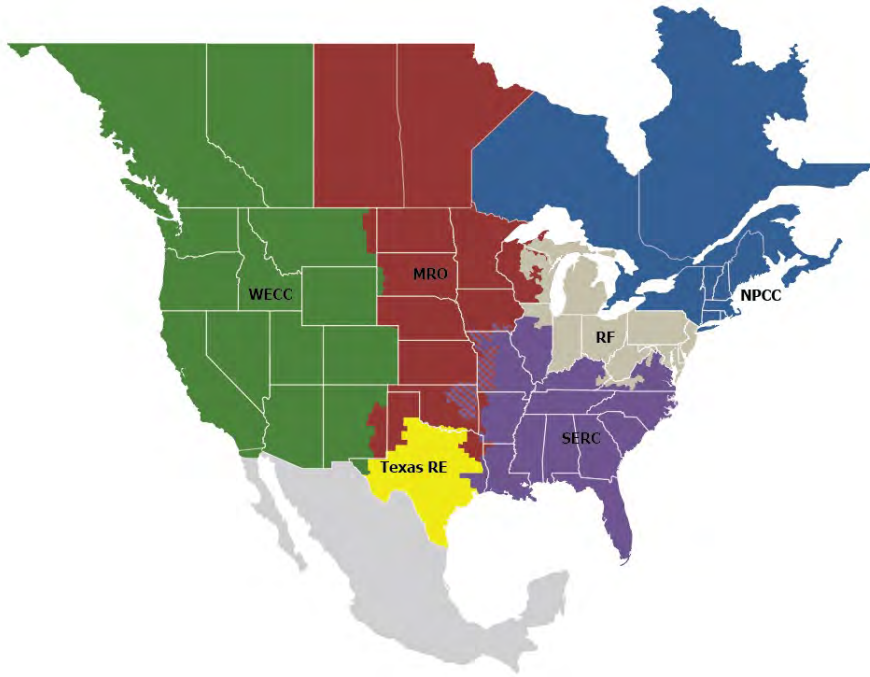 MRO
WECC
NPCC
RF
SERC
Texas RE